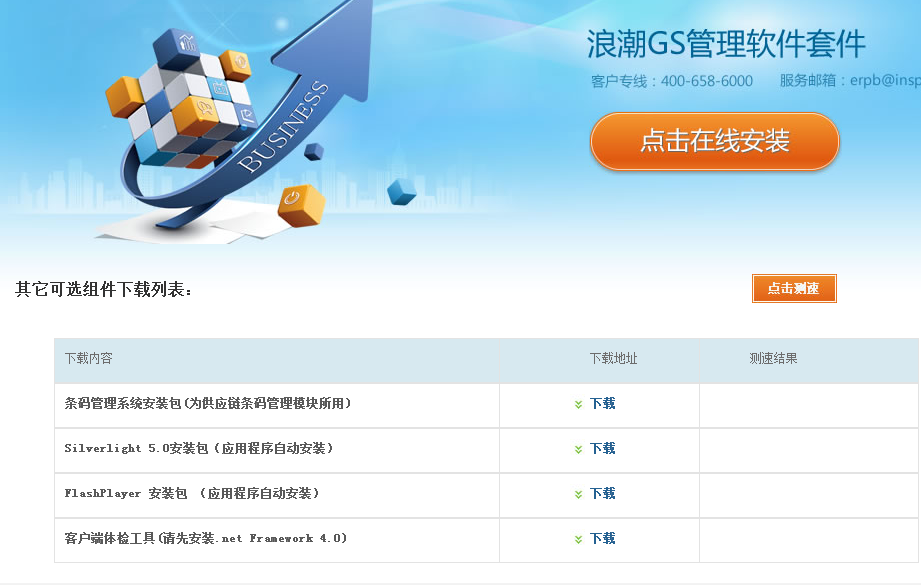 浪潮GS管理软件套件
客户专线：400-658-6000 服务邮箱：erpb@insp
点击在线安装
BUSINESS
其它可选组件下载列表：
点击测速
下载内容 下载地址 测速结果
条码管理系统安装包(为供应链条码管理模块所用) 下载
Silverlight 5.0安装包（应用程序自动安装） 下载
FlashPlayer 安装包 （应用程序自动安装） 下载
客户端体检工具(请先安装.net Framework 4.0) 下载